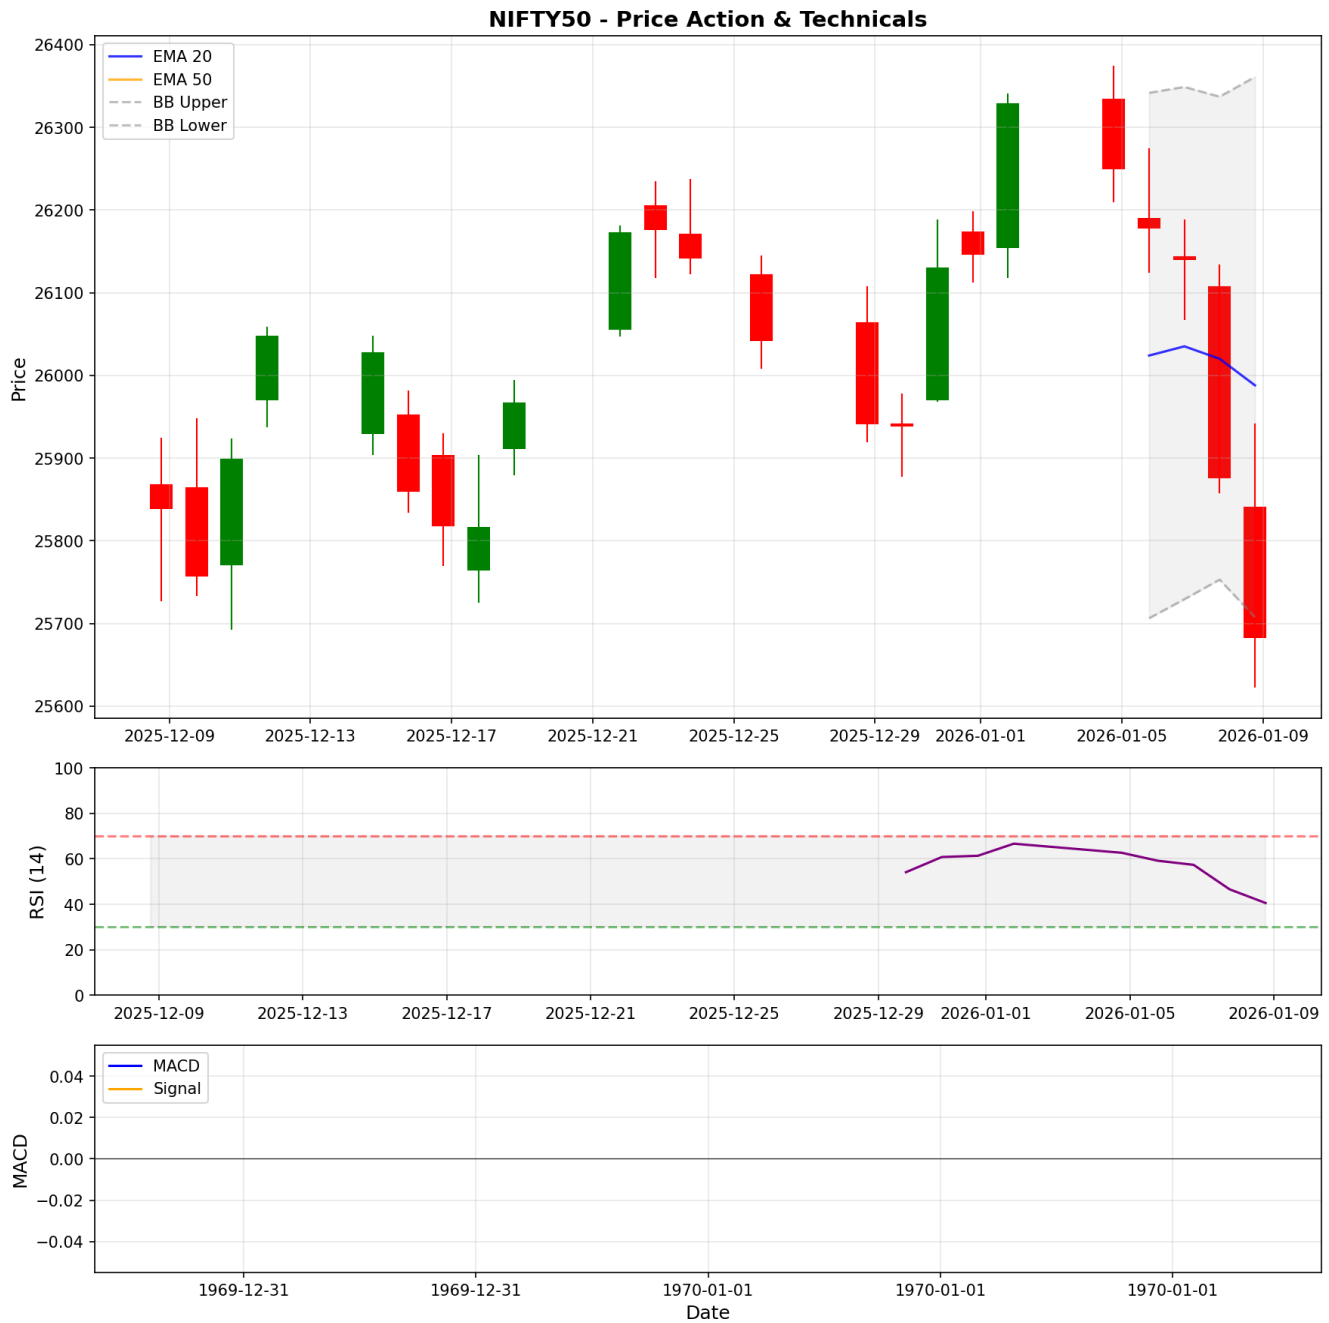 NIFTY50 - Price Action & Technicals
EMA 20
EMA 50
BB Upper
BB Lower
Price
26400
26300
26200
26100
26000
25900
25800
25700
25600
2025-12-09 2025-12-13 2025-12-17 2025-12-21 2025-12-25 2025-12-29 2026-01-01 2026-01-05 2026-01-09
RSI (14)
100
80
60
40
20
0
2025-12-09 2025-12-13 2025-12-17 2025-12-21 2025-12-25 2025-12-29 2026-01-01 2026-01-05 2026-01-09
MACD
Signal
MACD
0.04
0.02
0.00
−0.02
−0.04
1969-12-31 1969-12-31 1970-01-01 1970-01-01 1970-01-01
Date